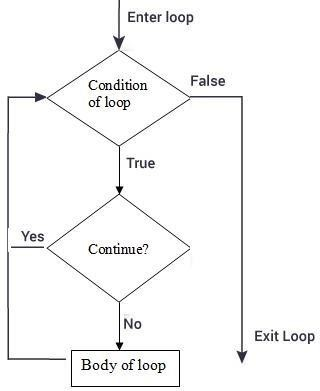 Enter loop
Condition
of loop
False
True
Yes
Continue?
No
Exit Loop
Body of loop